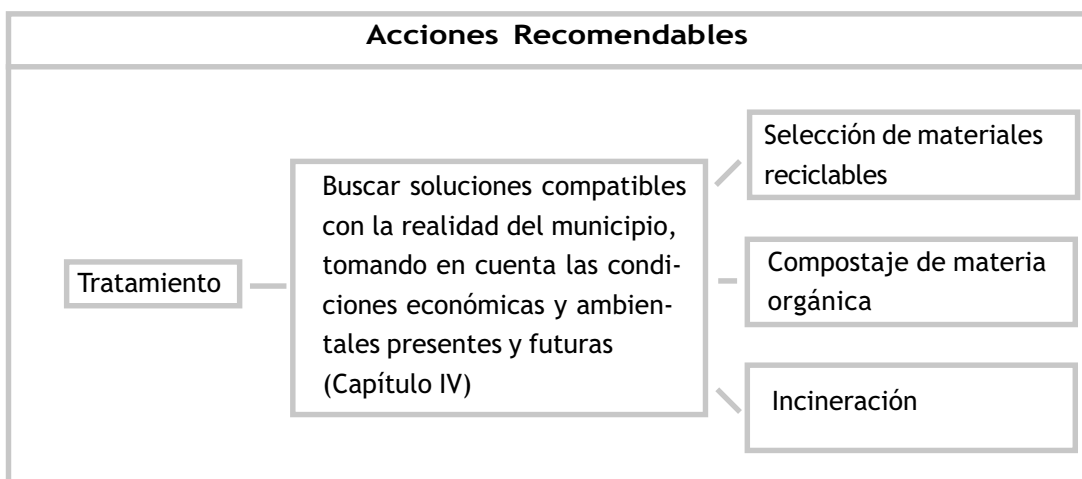 Acciones Recomendables
Tratamiento
Buscar soluciones compatibles
con la realidad del municipio,
tomando en cuenta las condi-
ciones económicas y ambien-
tales presentes y futuras
(Capítulo IV)
Selección de materiales
reciclables
Compostaje de materia
orgánica
Incineración